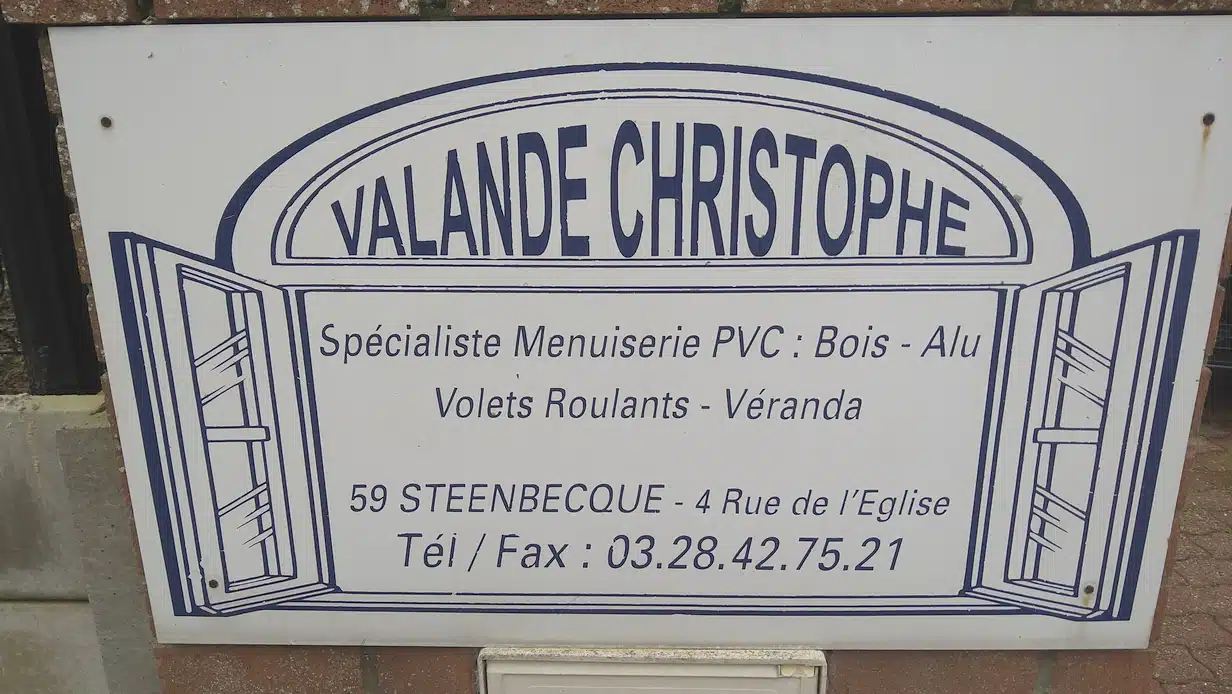 VALANDE CHRISTOPHE
Spécialiste Menuiserie PVC : Bois - Alu
Volets Roulants - Véranda
59 STEENBECQUE - 4 Rue de l'Eglise
Tél / Fax : 03.28.42.75.21